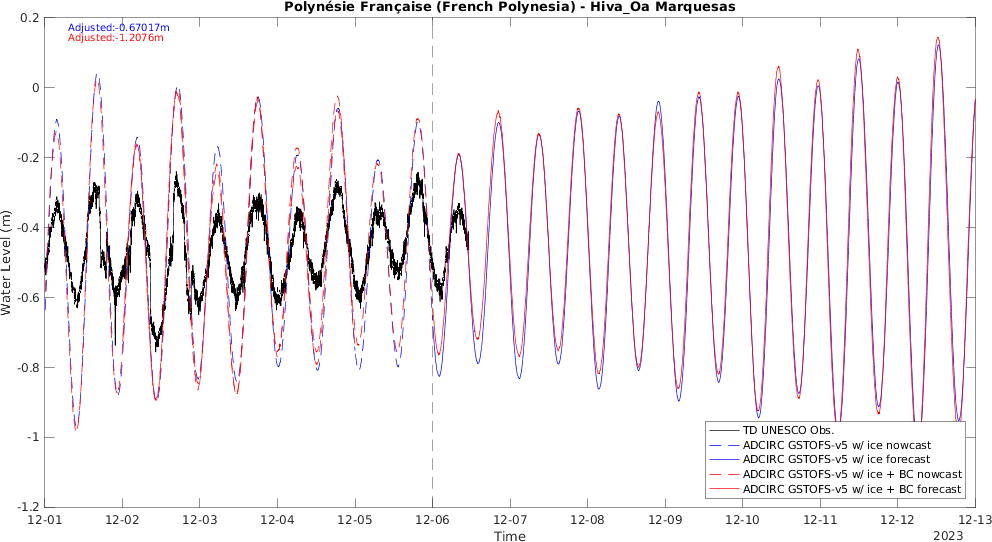 Polynésie Française (French Polynesia) - Hiva_Oa Marquesas
Adjusted:-0.67017m
Adjusted:-1.2076m
0.2
0
-0.2
-0.4
-0.6
-0.8
-1
-1.2
Water Level (m)
TD UNESCO Obs.
ADCIRC GSTOFS-v5 w/ ice nowcast
ADCIRC GSTOFS-v5 w/ ice forecast
ADCIRC GSTOFS-v5 w/ ice + BC nowcast
ADCIRC GSTOFS-v5 w/ ice + BC forecast
12-01 12-02 12-03 12-04 12-05 12-06 12-07 12-08 12-09 12-10 12-11 12-12 12-13
Time
2023